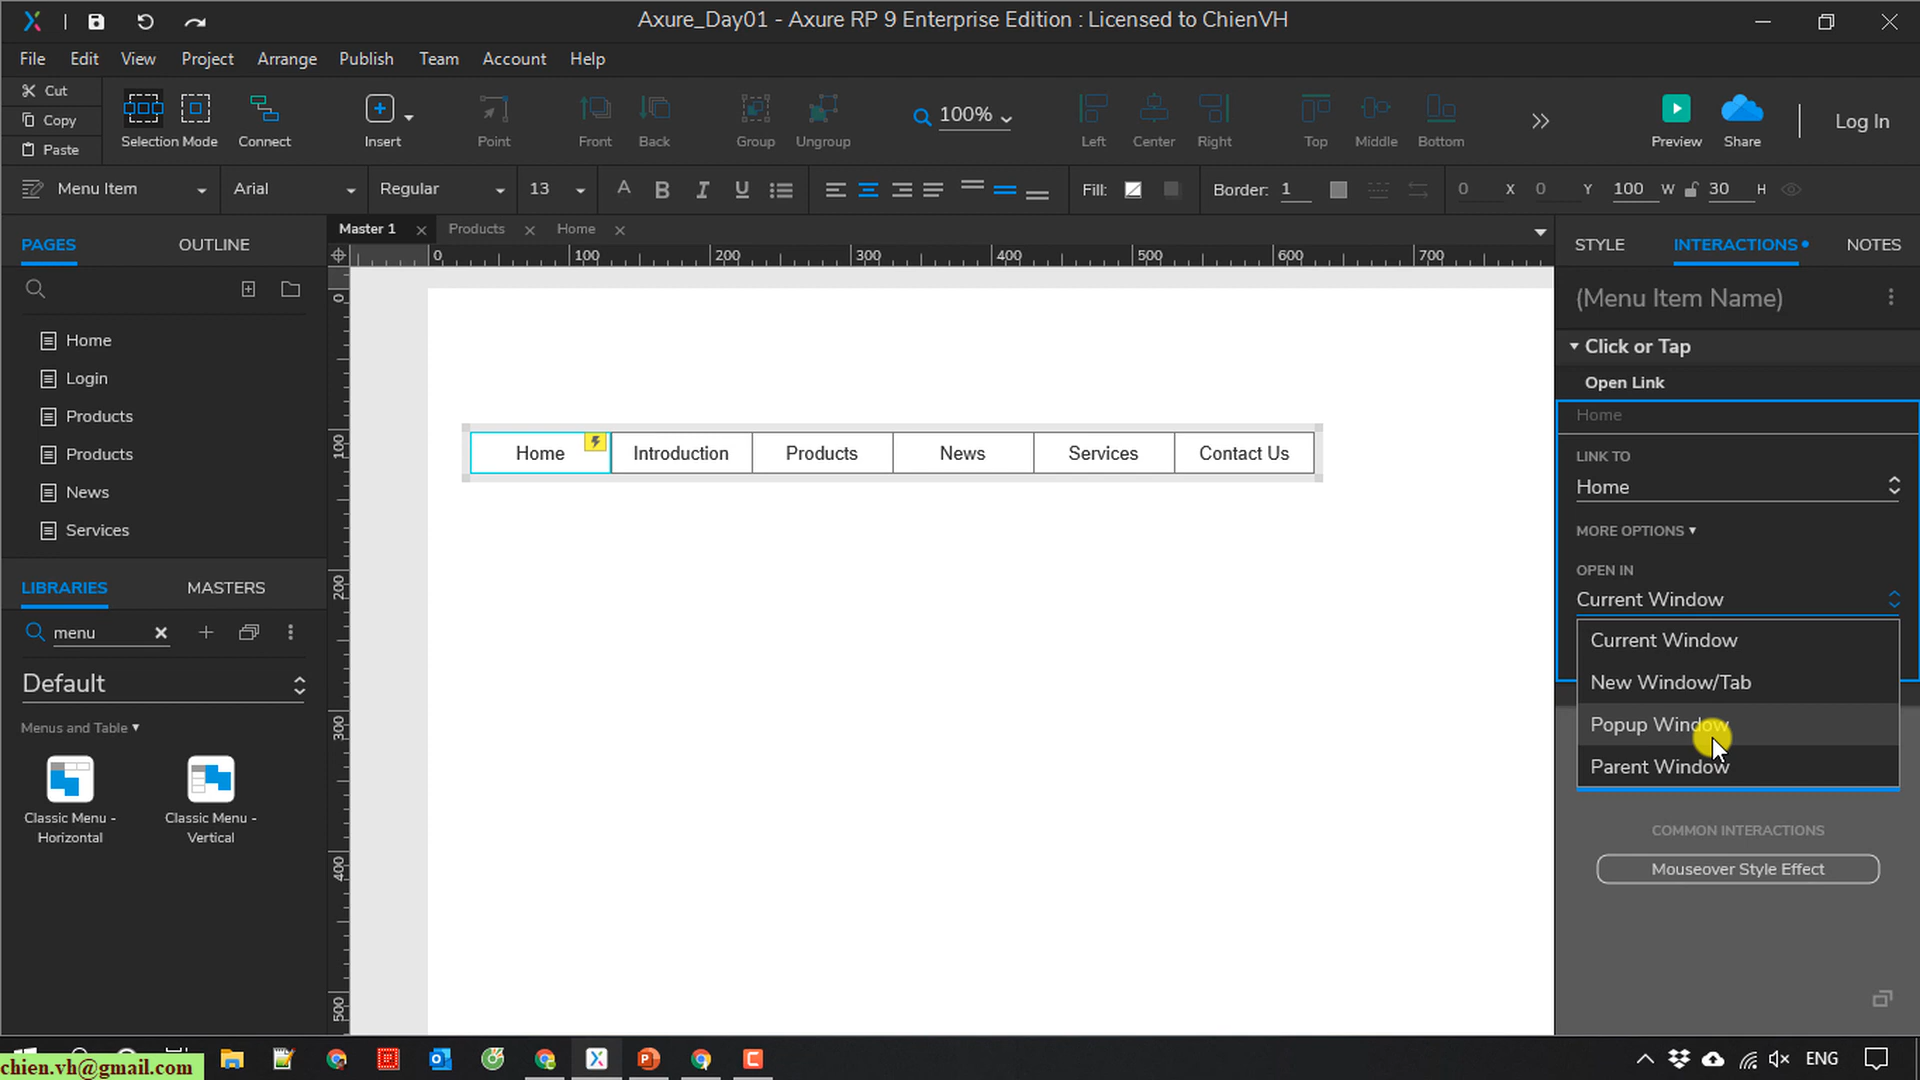 Axure_Day01 - Axure RP 9 Enterprise Edition : Licensed to ChienVH
File Edit View Project Arrange Publish Team Account Help
Cut
Copy
Paste
Selection Mode
Connect
Insert
Point
Front
Back
Group
Ungroup
100%
Left
Center
Right
Top
Middle
Bottom
Preview
Share
Log In
Menu Item
Arial
Regular
13
Fill:
Border: 1
0 X 0 Y 100 W 30 H
PAGES OUTLINE
Home
Login
Products
Products
News
Services
LIBRARIES MASTERS
menu
Default
Menus and Table
Classic Menu - Horizontal
Classic Menu - Vertical
Master 1 Products Home
0 100 200 300 400 500 600 700
0
100
200
300
400
500
Home Introduction Products News Services Contact Us
STYLE INTERACTIONS NOTES
(Menu Item Name)
Click or Tap
Open Link
Home
LINK TO
Home
MORE OPTIONS
OPEN IN
Current Window
Current Window
New Window/Tab
Popup Window
Parent Window
COMMON INTERACTIONS
Mouseover Style Effect
chien.vh@gmail.com
ENG